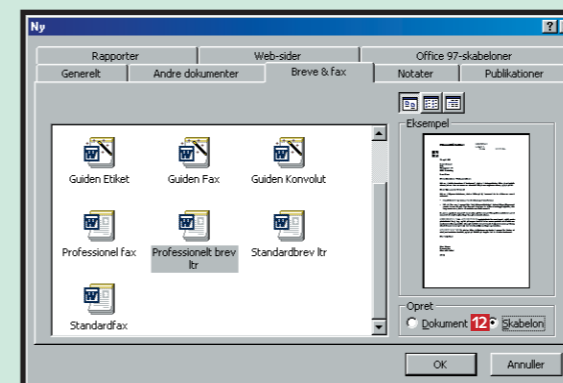 Ny
Rapporter Web-sider Office 97-skabeloner
Generelt Andre dokumenter Breve & fax Notater Publikationer
Eksempel
Guiden Etiket Guiden Fax Guiden Konvolut
Professionel fax Professionelt brev ltr Standardbrev ltr
Standardfax
Opret
Dokument 12 Skabelon
OK Annuller